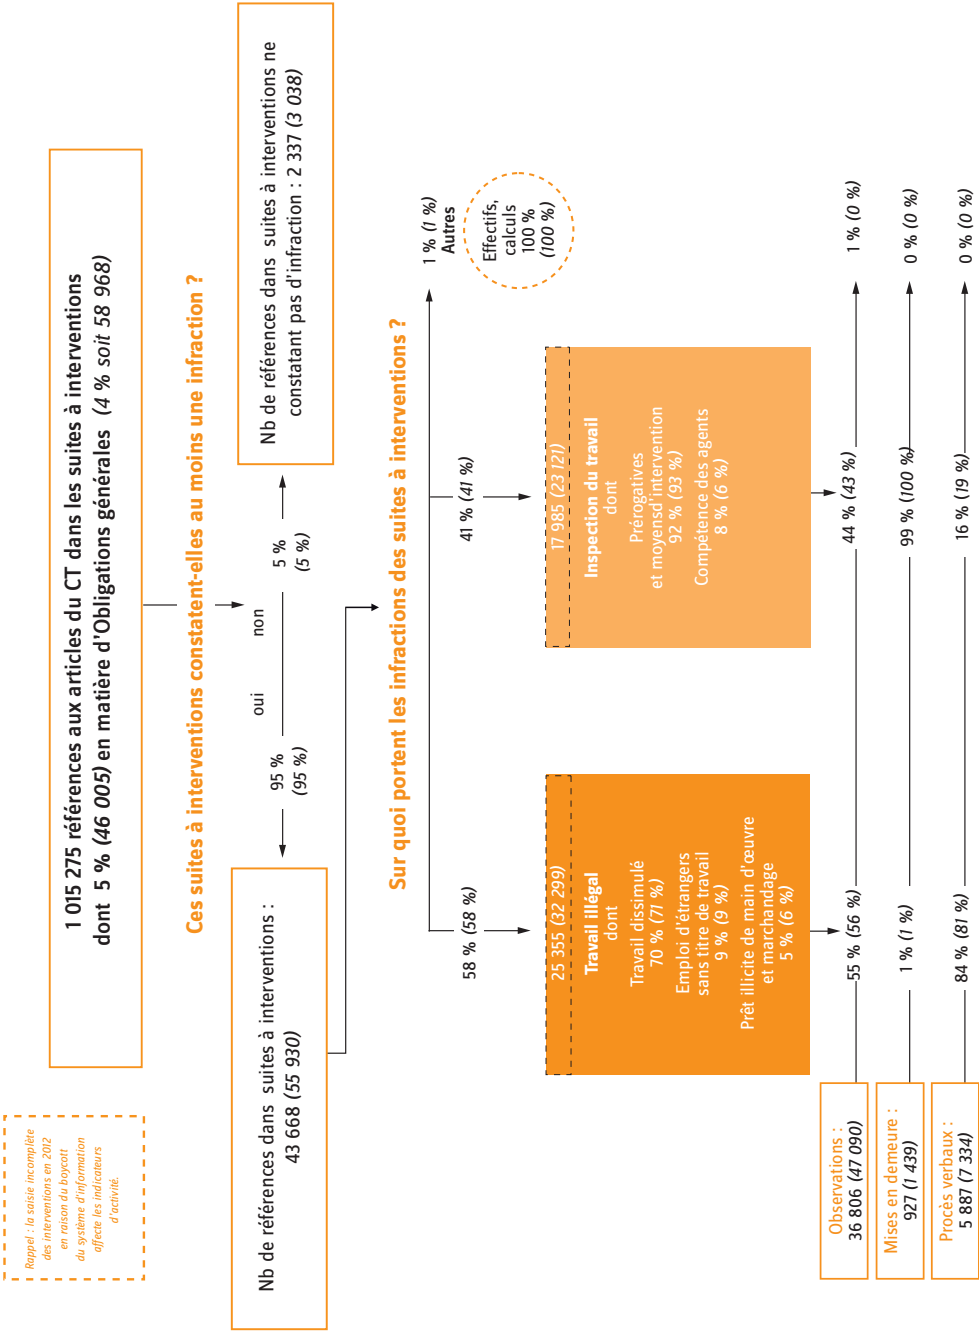 Rappel : la saisie incomplète
des interventions en 2012
en raison du boycott
du système d'information
affecte les indicateurs
d'activité.
1 015 275 références aux articles du CT dans les suites à interventions
dont 5 % (46 005) en matière d'Obligations générales (4 % soit 58 968)
Ces suites à interventions constatent-elles au moins une infraction ?
oui
non
95 %
(95 %)
5 %
(5 %)
Nb de références dans suites à interventions :
43 668 (55 930)
Nb de références dans suites à interventions ne
constatant pas d'infraction : 2 337 (3 038)
Sur quoi portent les infractions des suites à interventions ?
58 % (58 %)
41 % (41 %)
1 % (1 %)
Autres
Effectifs,
calculs
100 %
(100 %)
25 355 (32 299)
Travail illégal
dont
Travail dissimulé
70 % (71 %)
Emploi d'étrangers
sans titre de travail
9 % (9 %)
Prêt illicite de main d'œuvre
et marchandage
5 % (6 %)
17 985 (23 121)
Inspection du travail
dont
Prérogatives
et moyensd'intervention
92 % (93 %)
Compétence des agents
8 % (6 %)
Observations :
36 806 (47 090)
55 % (56 %)
44 % (43 %)
1 % (0 %)
Mises en demeure :
927 (1 439)
1 % (1 %)
99 % (100 %)
0 % (0 %)
Procès verbaux :
5 887 (7 334)
84 % (81 %)
16 % (19 %)
0 % (0 %)